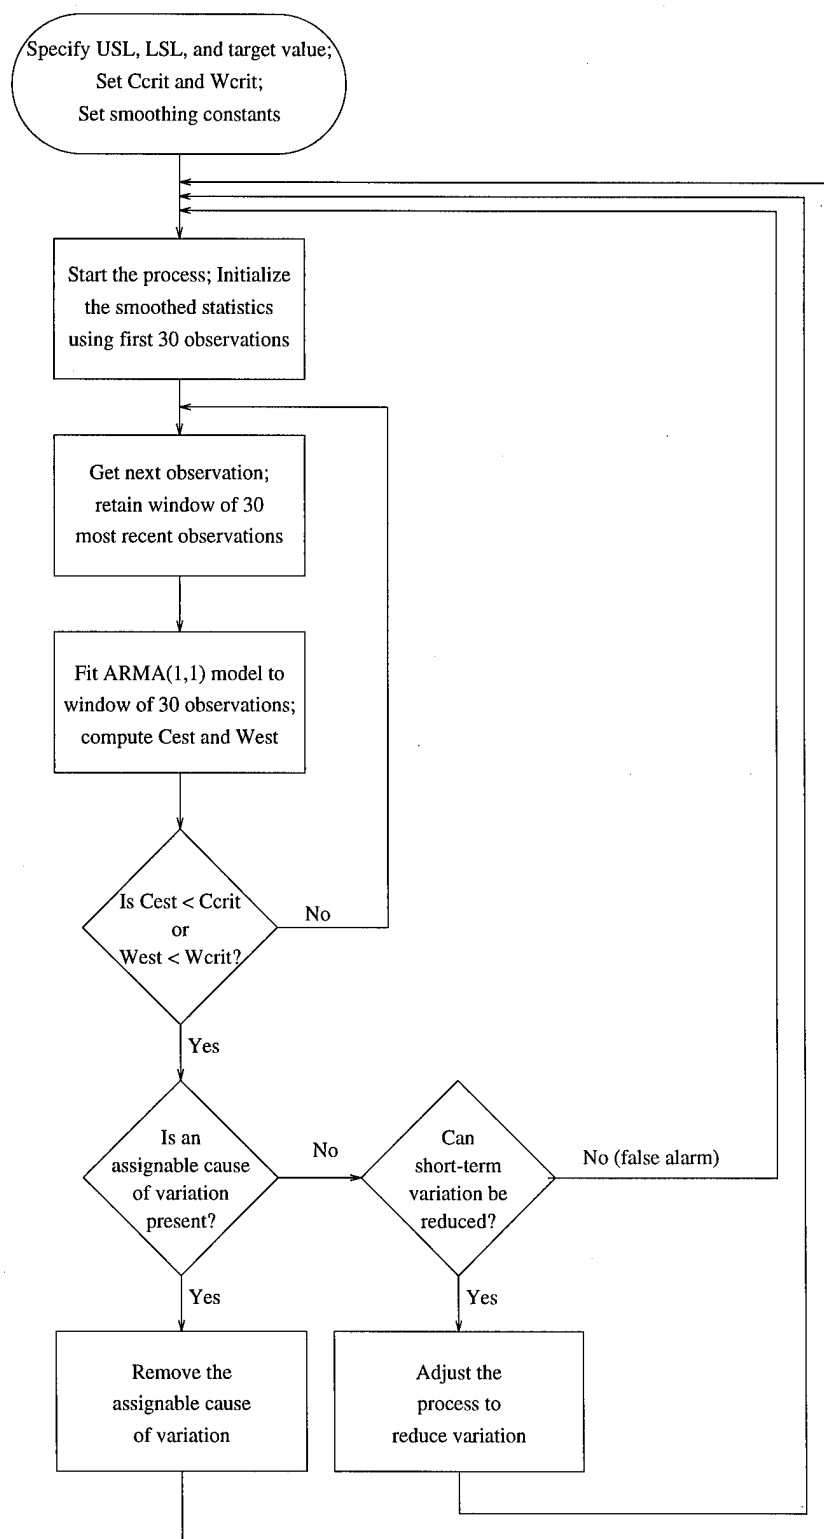 Specify USL, LSL, and target value;
Set Ccrit and Wcrit;
Set smoothing constants
Start the process; Initialize
the smoothed statistics
using first 30 observations
Get next observation;
retain window of 30
most recent observations
Fit ARMA(1,1) model to
window of 30 observations;
compute Cest and West
Is Cest < Ccrit
or
West < Wcrit?
No
Yes
Is an
assignable cause
of variation
present?
No
Can
short-term
variation be
reduced?
No (false alarm)
Yes
Yes
Remove the
assignable cause
of variation
Adjust the
process to
reduce variation